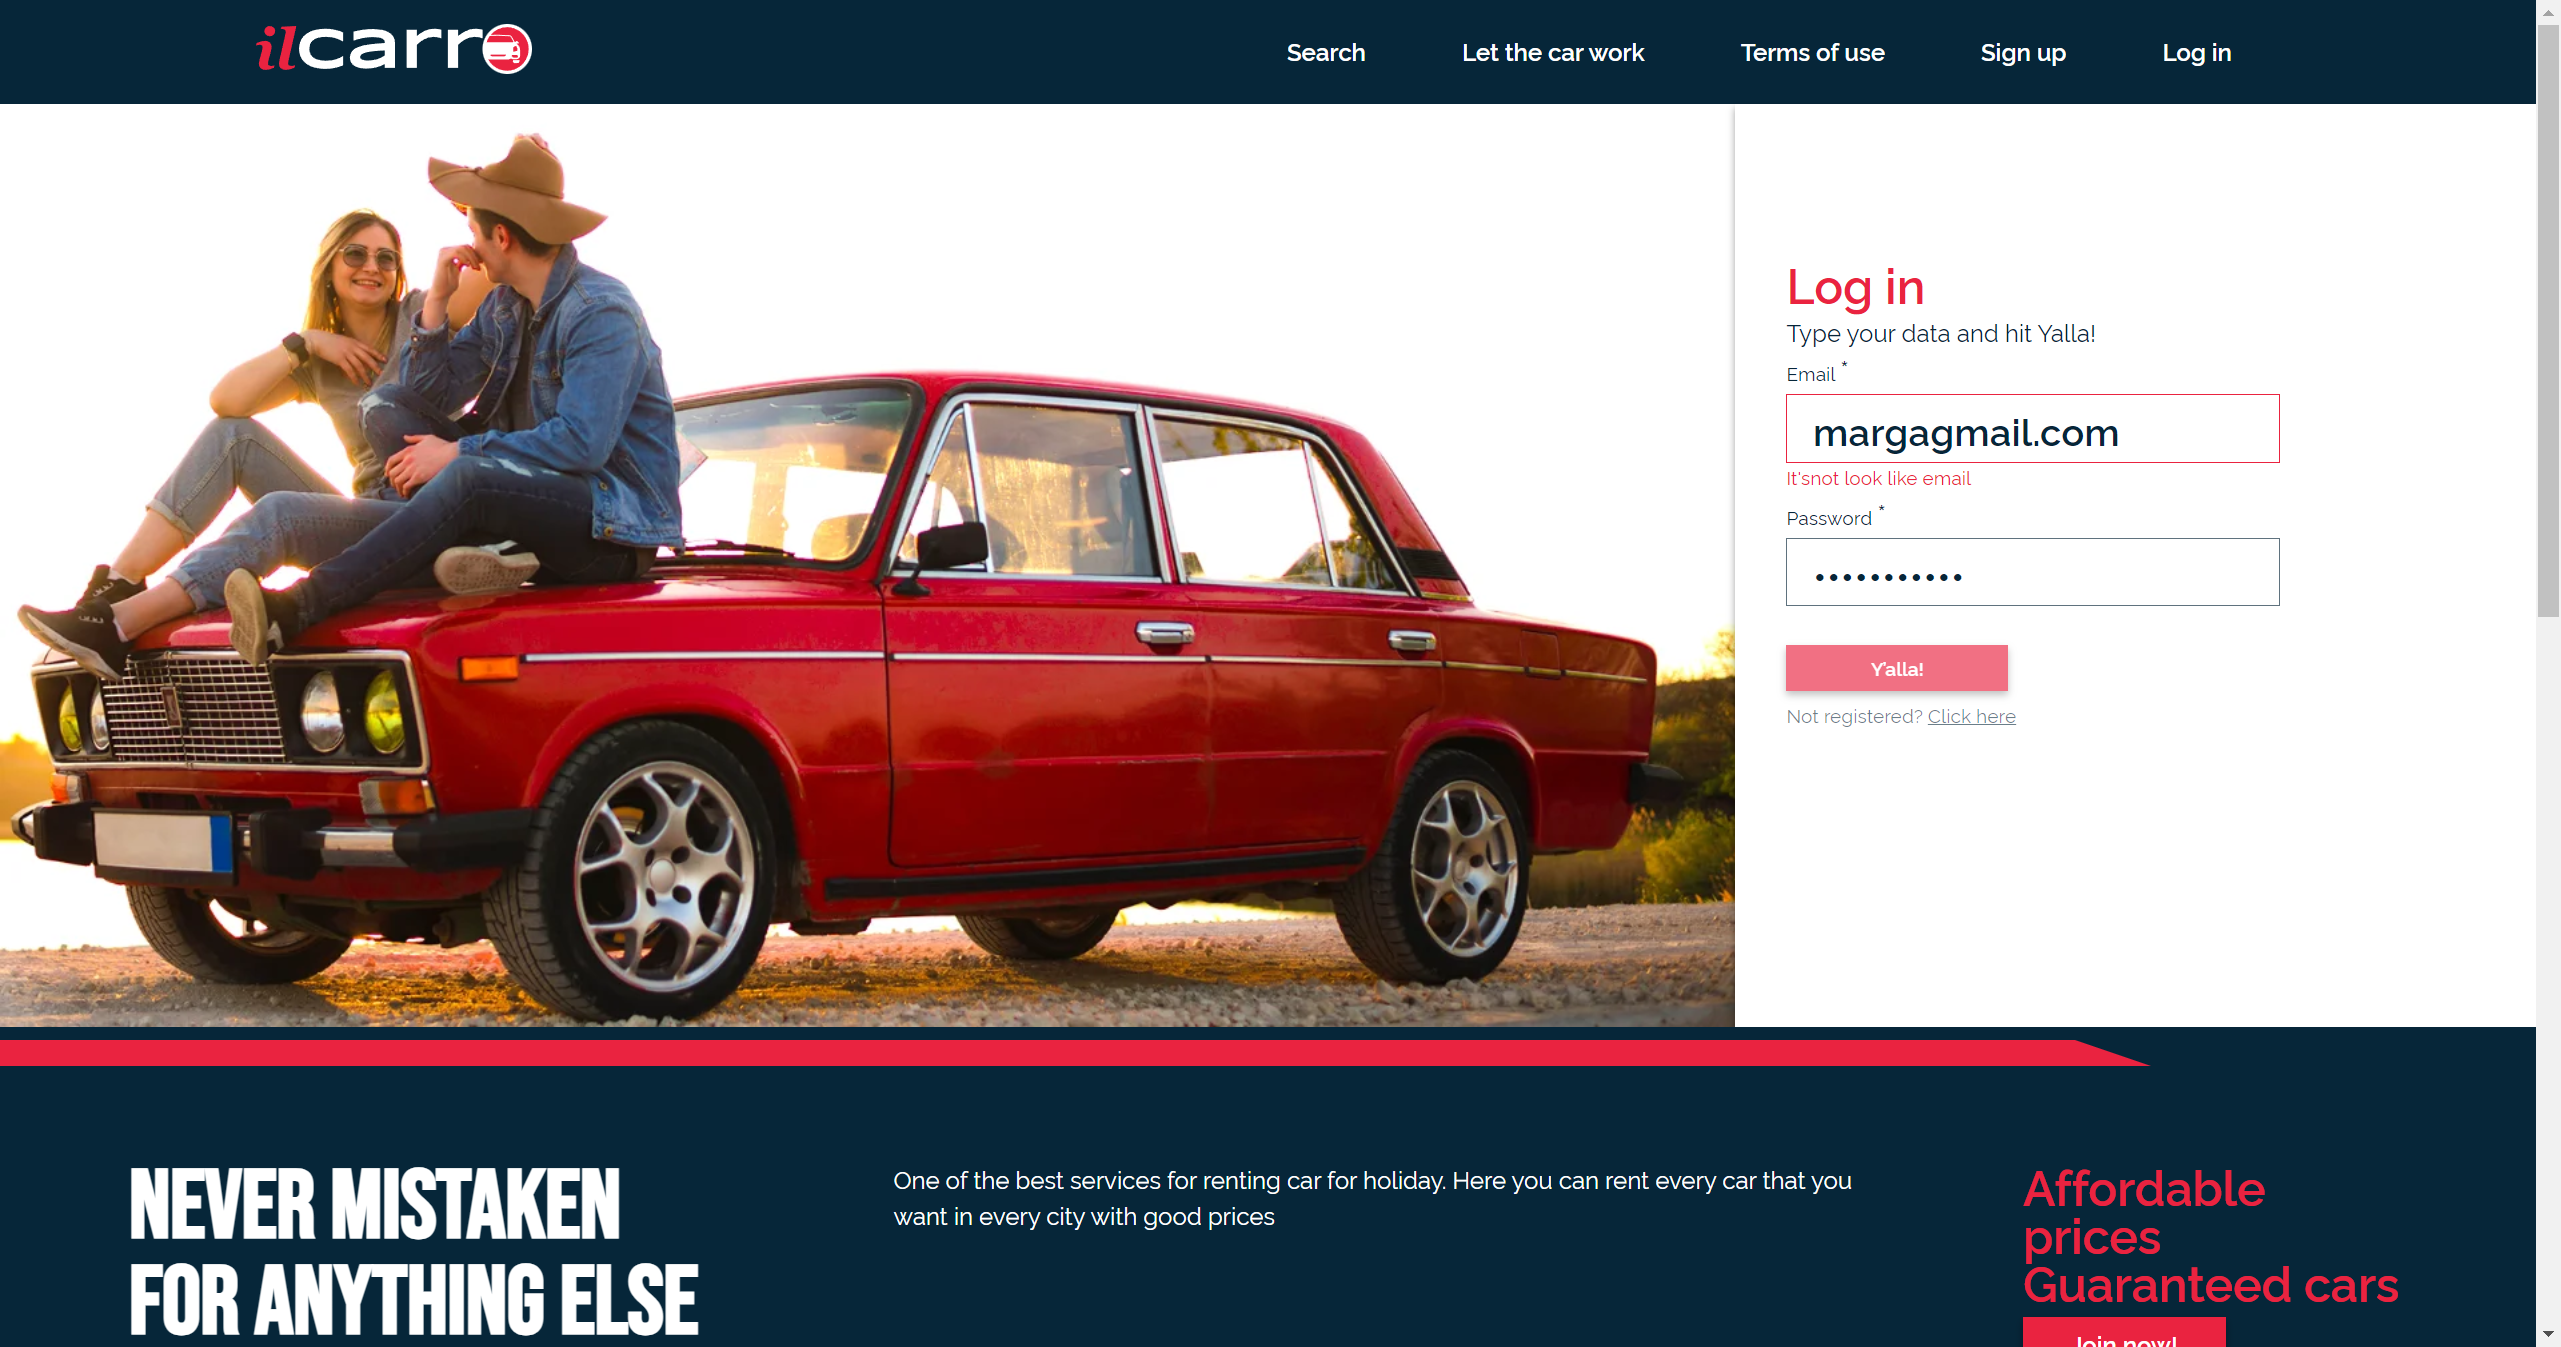 ilcarro
Search Let the car work Terms of use Sign up Log in
Log in
Type your data and hit Yalla!
Email *
margagmail.com
It'snot look like email
Password *
•••••••••••
Y'alla!
Not registered? Click here
NEVER MISTAKEN
FOR ANYTHING ELSE
One of the best services for renting car for holiday. Here you can rent every car that you
want in every city with good prices
Affordable
prices
Guaranteed cars
Join now!